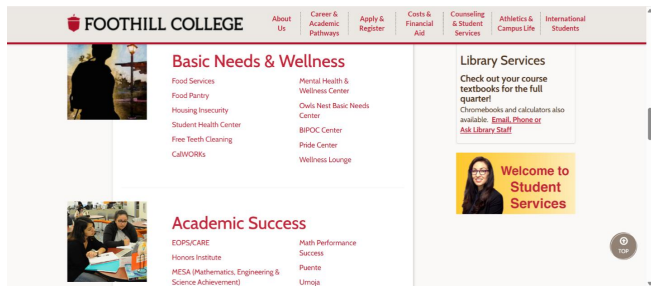 FOOTHILL COLLEGE
About
Us
Career &
Academic
Pathways
Apply &
Register
Costs &
Financial
Aid
Counseling
& Student
Services
Athletics &
Campus Life
International
Students
Basic Needs & Wellness
Food Services
Food Pantry
Housing Insecurity
Student Health Center
Free Teeth Cleaning
CalWORKs
Mental Health &
Wellness Center
Owls Nest Basic Needs
Center
BIPOC Center
Pride Center
Wellness Lounge
Library Services
Check out your course
textbooks for the full
quarter!
Chromebooks and calculators also
available. Email, Phone or
Ask Library Staff
Welcome to
Student
Services
Academic Success
EOPS/CARE
Honors Institute
MESA (Mathematics, Engineering &
Science Achievement)
Math Performance
Success
Puente
Umoja
TOP